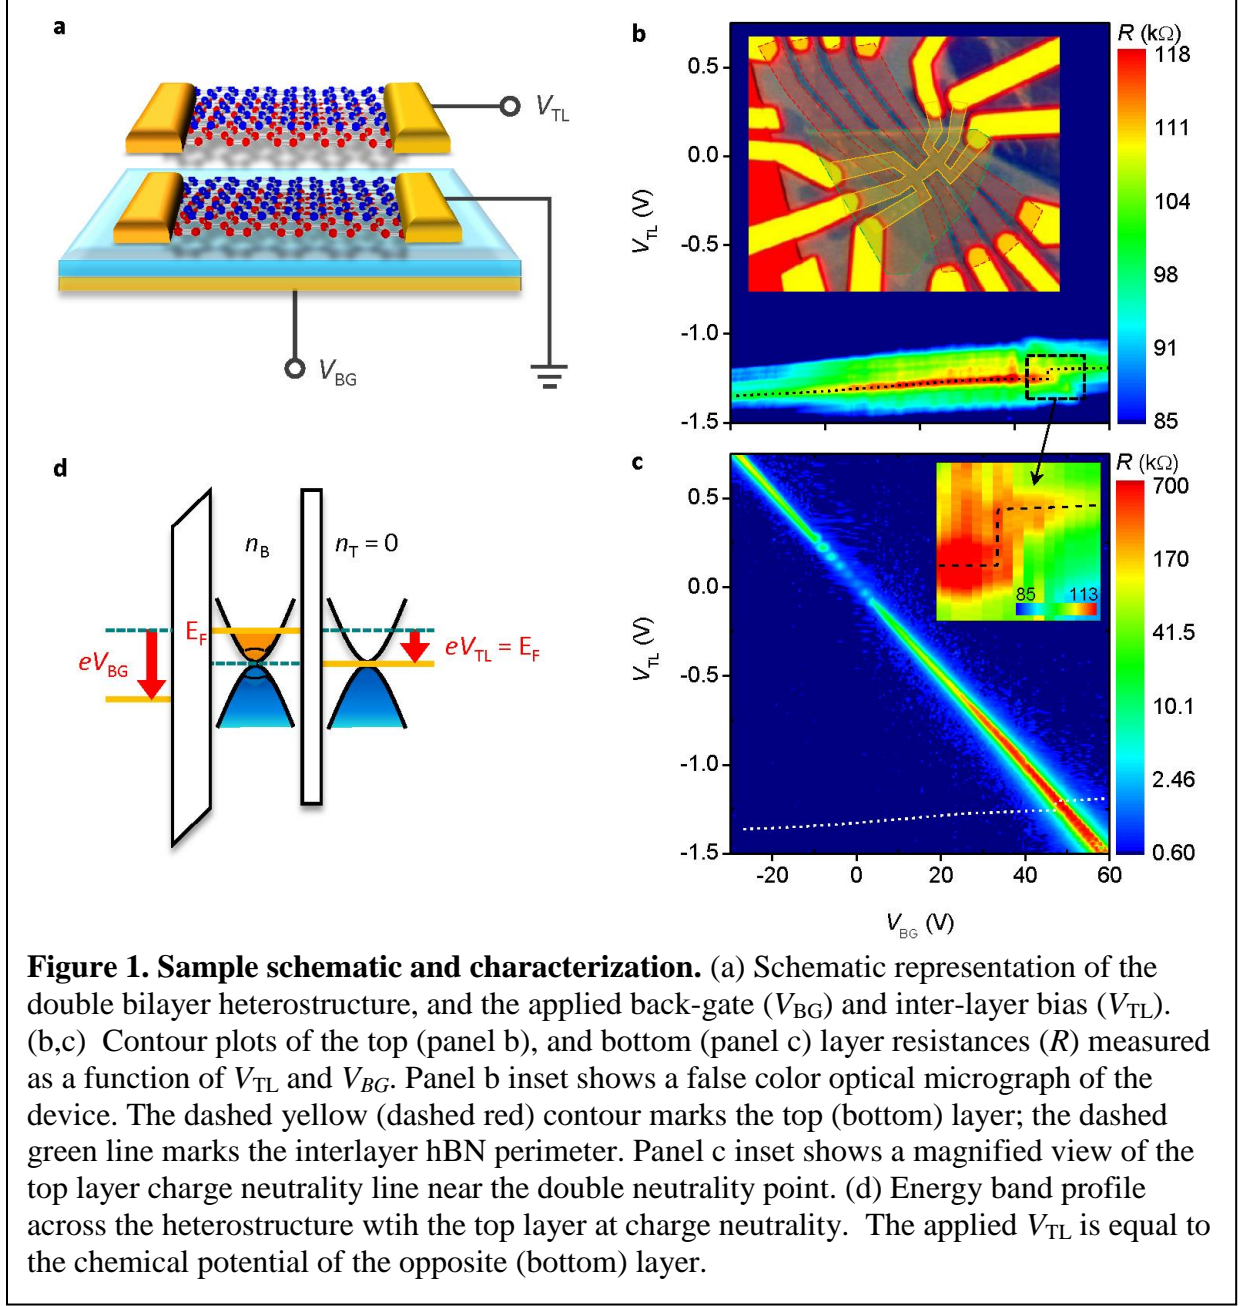 a
V_TL
V_BG
b
R (kΩ)
118
111
104
98
91
85
0.5
0.0
-0.5
-1.0
-1.5
V_TL (V)
d
n_B
n_T = 0
E_F
eV_BG
eV_TL = E_F
c
R (kΩ)
700
170
41.5
10.1
2.46
0.60
85
113
0.5
0.0
-0.5
-1.0
-1.5
V_TL (V)
-20
0
20
40
60
V_BG (V)
Figure 1. Sample schematic and characterization. (a) Schematic representation of the
double bilayer heterostructure, and the applied back-gate (V_BG) and inter-layer bias (V_TL).
(b,c) Contour plots of the top (panel b), and bottom (panel c) layer resistances (R) measured
as a function of V_TL and V_BG. Panel b inset shows a false color optical micrograph of the
device. The dashed yellow (dashed red) contour marks the top (bottom) layer; the dashed
green line marks the interlayer hBN perimeter. Panel c inset shows a magnified view of the
top layer charge neutrality line near the double neutrality point. (d) Energy band profile
across the heterostructure wtih the top layer at charge neutrality. The applied V_TL is equal to
the chemical potential of the opposite (bottom) layer.